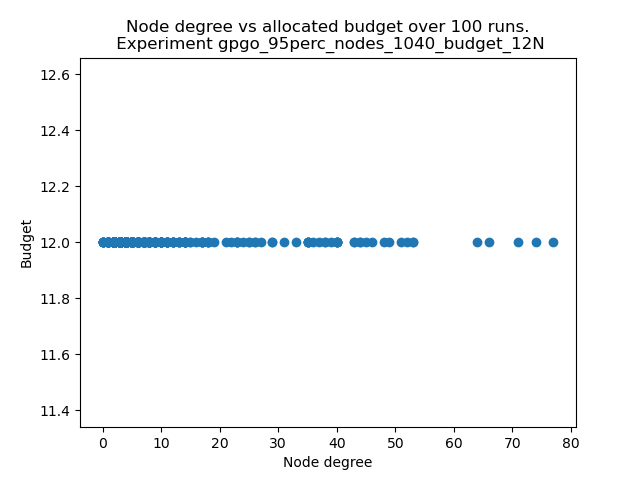 Node degree vs allocated budget over 100 runs.
Experiment gpgo_95perc_nodes_1040_budget_12N
12.6
12.4
12.2
12.0
11.8
11.6
11.4
Budget
0 10 20 30 40 50 60 70 80
Node degree